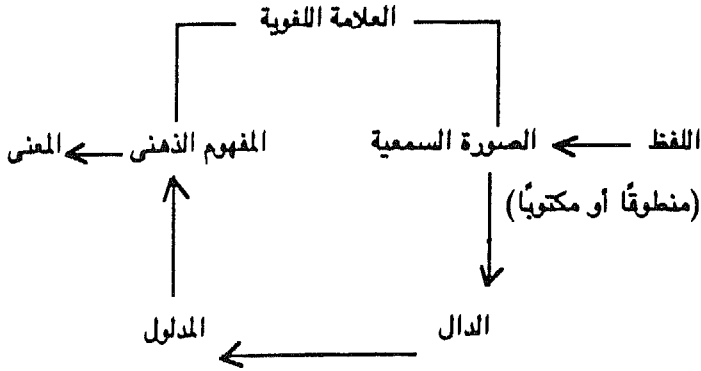 العلامة اللغوية
اللفظ الصورة السمعية المفهوم الذهنى المعنى
(منطوقًا أو مكتوبًا)
الدال المدلول